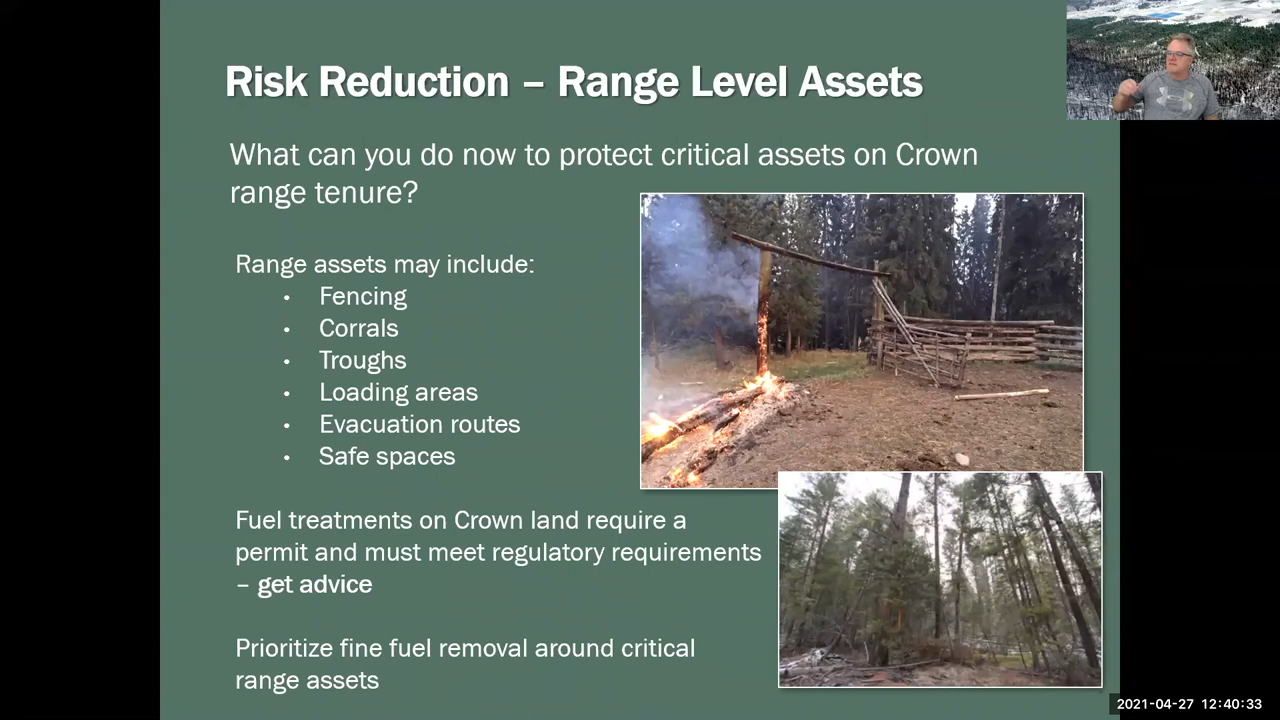 Risk Reduction – Range Level Assets
What can you do now to protect critical assets on Crown
range tenure?
Range assets may include:
• Fencing
• Corrals
• Troughs
• Loading areas
• Evacuation routes
• Safe spaces
Fuel treatments on Crown land require a
permit and must meet regulatory requirements
– get advice
Prioritize fine fuel removal around critical
range assets
2021-04-27 12:40:33